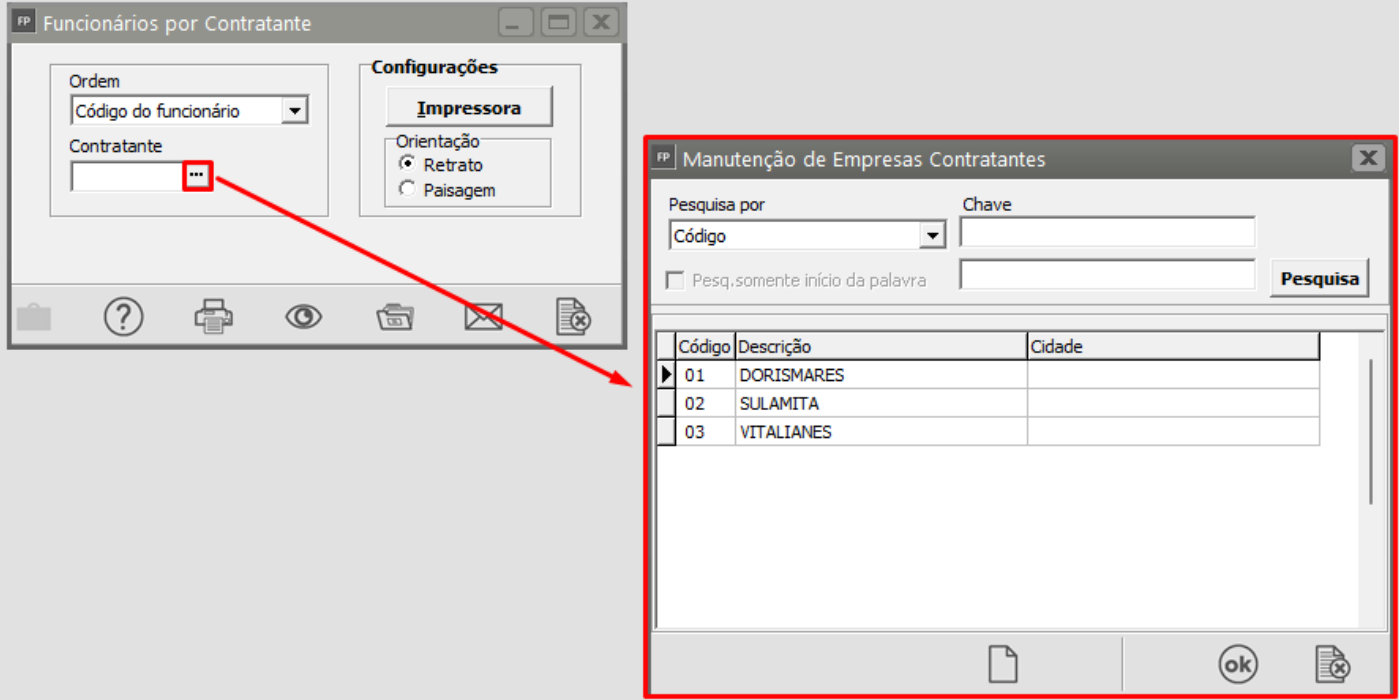 FP Funcionários por Contratante
Ordem
Código do funcionário
Contratante
...
Configurações
Impressora
Orientação
Retrato
Paisagem
FP Manutenção de Empresas Contratantes
Pesquisa por
Chave
Código
Pesq.somente início da palavra
Pesquisa
Código Descrição Cidade
01 DORISMARES
02 SULAMITA
03 VITALIANES
ok